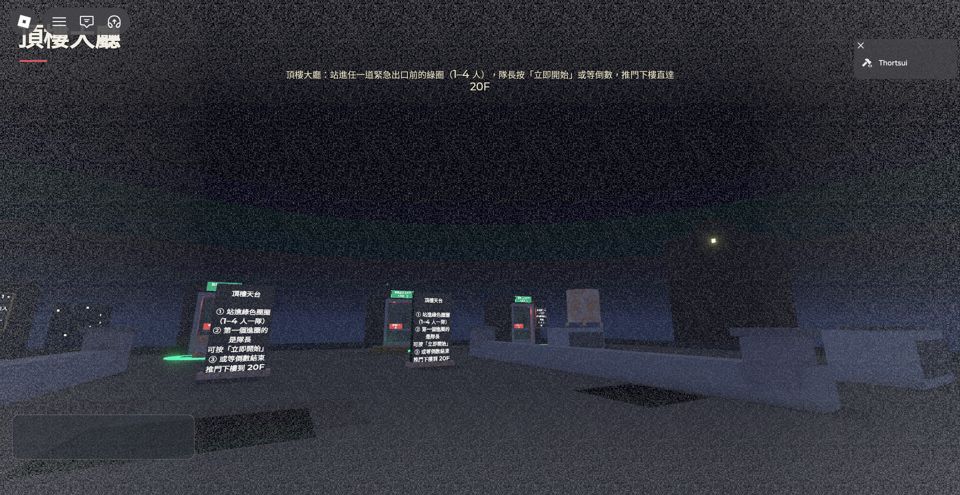 頂樓大廳
頂樓大廳：站進任一道緊急出口前的綠圈（1–4 人），隊長按「立即開始」或等倒數，推門下樓直達
20F
Thortsui
頂樓天台
① 站進綠色圈圈
（1–4 人一隊）
② 第一個進圈的
是隊長
可按「立即開始」
③ 或等倒數結束
推門下樓到 20F
頂樓天台
① 站進綠色圈圈
（1–4 人一隊）
② 第一個進圈的
是隊長
可按「立即開始」
③ 或等倒數結束
推門下樓到 20F